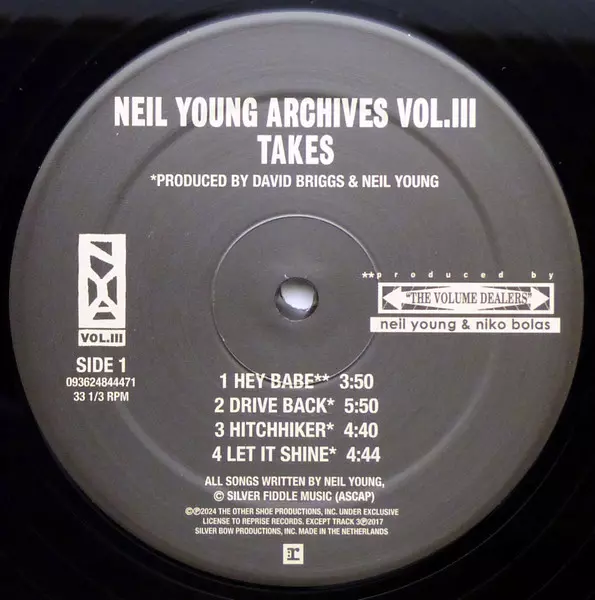 NEIL YOUNG ARCHIVES VOL.III
TAKES
*PRODUCED BY DAVID BRIGGS & NEIL YOUNG
**produced by
"THE VOLUME DEALERS"
neil young & niko bolas
NYA
VOL.III
SIDE 1
093624844471
33 1/3 RPM
1 HEY BABE** 3:50
2 DRIVE BACK* 5:50
3 HITCHHIKER* 4:40
4 LET IT SHINE* 4:44
ALL SONGS WRITTEN BY NEIL YOUNG,
© SILVER FIDDLE MUSIC (ASCAP)
©℗2024 THE OTHER SHOE PRODUCTIONS, INC. UNDER EXCLUSIVE
LICENSE TO REPRISE RECORDS. EXCEPT TRACK 3℗2017
SILVER BOW PRODUCTIONS, INC. MADE IN THE NETHERLANDS
r